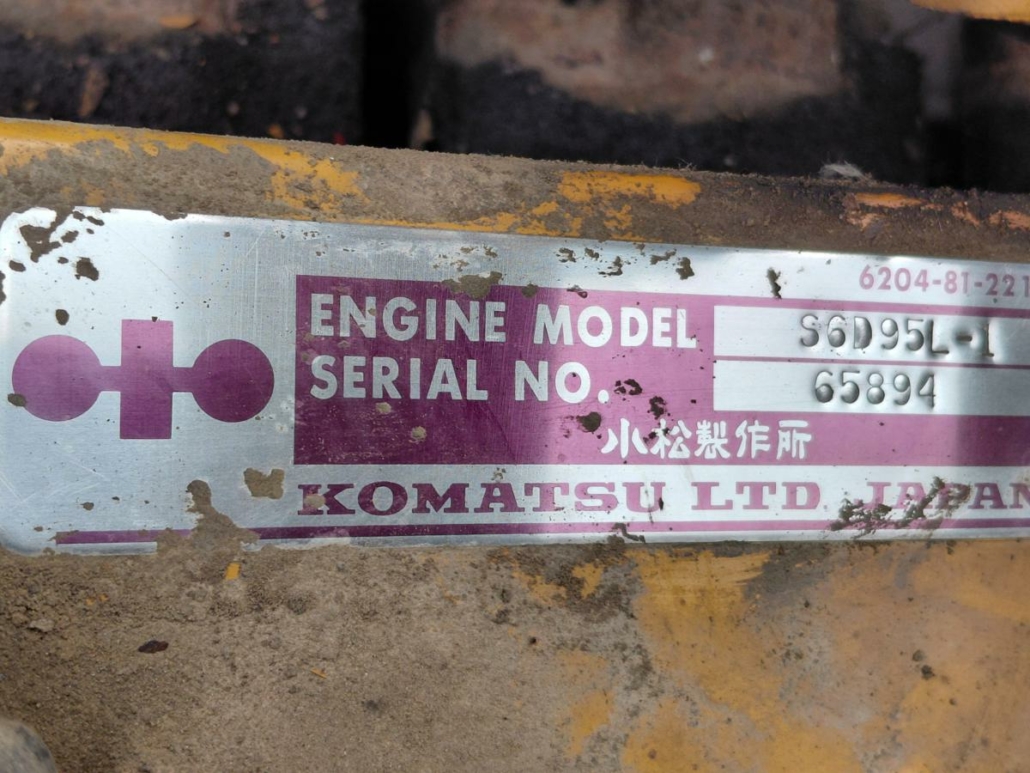 6204-81-221
ENGINE MODEL S6D95L-1
SERIAL NO. 65894
小松製作所
KOMATSU LTD. JAPAN